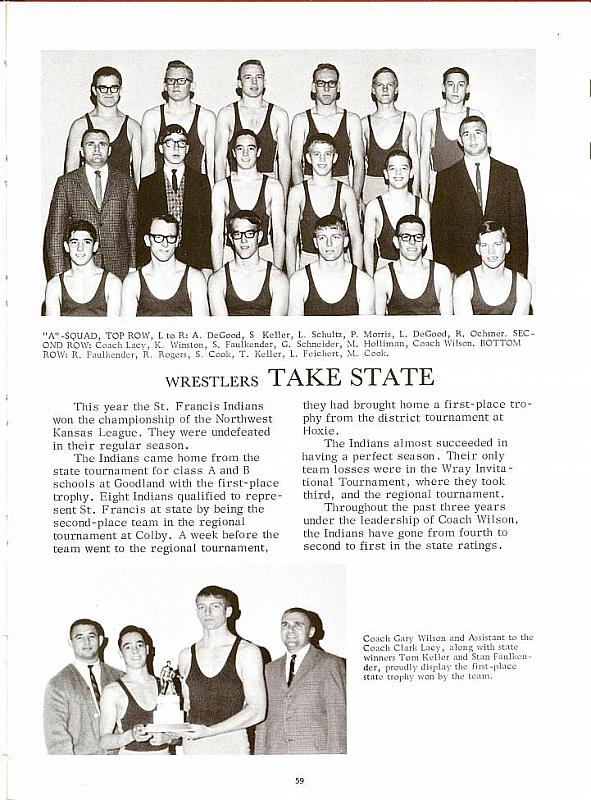 "A"-SQUAD, TOP ROW, L to R: A. DeGood, S Keller, L. Schultz, P. Morris, L. DeGood, R. Ochsner. SEC-
OND ROW: Coach Lacy, K. Winston, S. Faulkender, G. Schneider, M. Holliman, Coach Wilson. BOTTOM
ROW: R. Faulkender, R. Rogers, S. Cook, T. Keller, L. Feichert, M. Cook.
WRESTLERS TAKE STATE
This year the St. Francis Indians
won the championship of the Northwest
Kansas League. They were undefeated
in their regular season.
The Indians came home from the
state tournament for class A and B
schools at Goodland with the first-place
trophy. Eight Indians qualified to repre-
sent St. Francis at state by being the
second-place team in the regional
tournament at Colby. A week before the
team went to the regional tournament,
they had brought home a first-place tro-
phy from the district tournament at
Hoxie.
The Indians almost succeeded in
having a perfect season. Their only
team losses were in the Wray Invita-
tional Tournament, where they took
third, and the regional tournament.
Throughout the past three years
under the leadership of Coach Wilson,
the Indians have gone from fourth to
second to first in the state ratings.
Coach Gary Wilson and Assistant to the
Coach Clark Lacy, along with state
winners Tom Keller and Stan Faulken-
der, proudly display the first-place
state trophy won by the team.
59